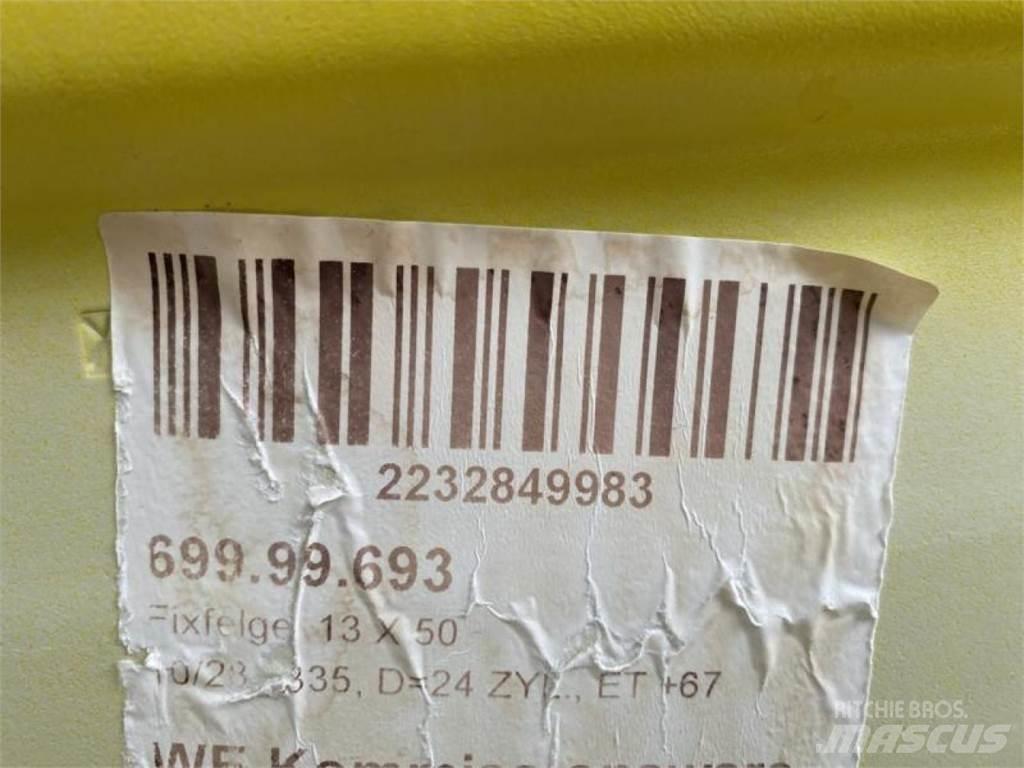 2232849983
699.99.693
Fixfelge, 13 X 50
335, D=24 ZYL., ET +67
RITCHIE BROS.
MASCUS